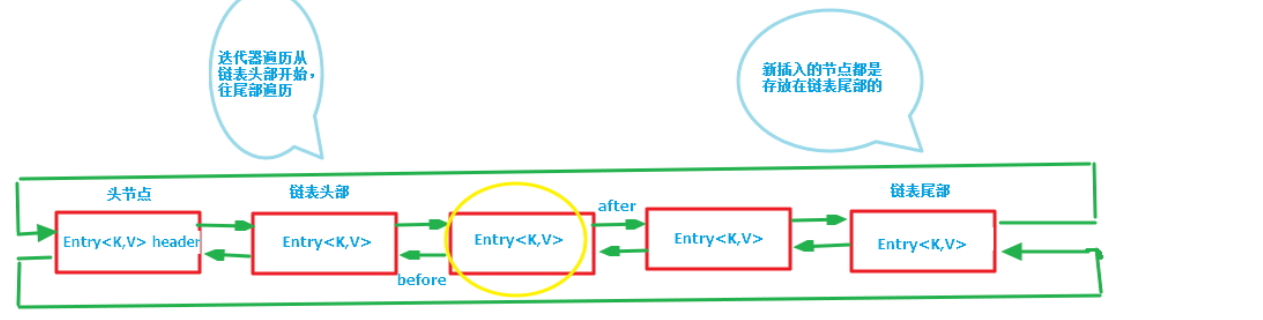 迭代器遍历从
链表头部开始，
往尾部遍历
新插入的节点都是
存放在链表尾部的
头节点
链表头部
链表尾部
after
Entry<K,V> header
Entry<K,V>
Entry<K,V>
Entry<K,V>
Entry<K,V>
before